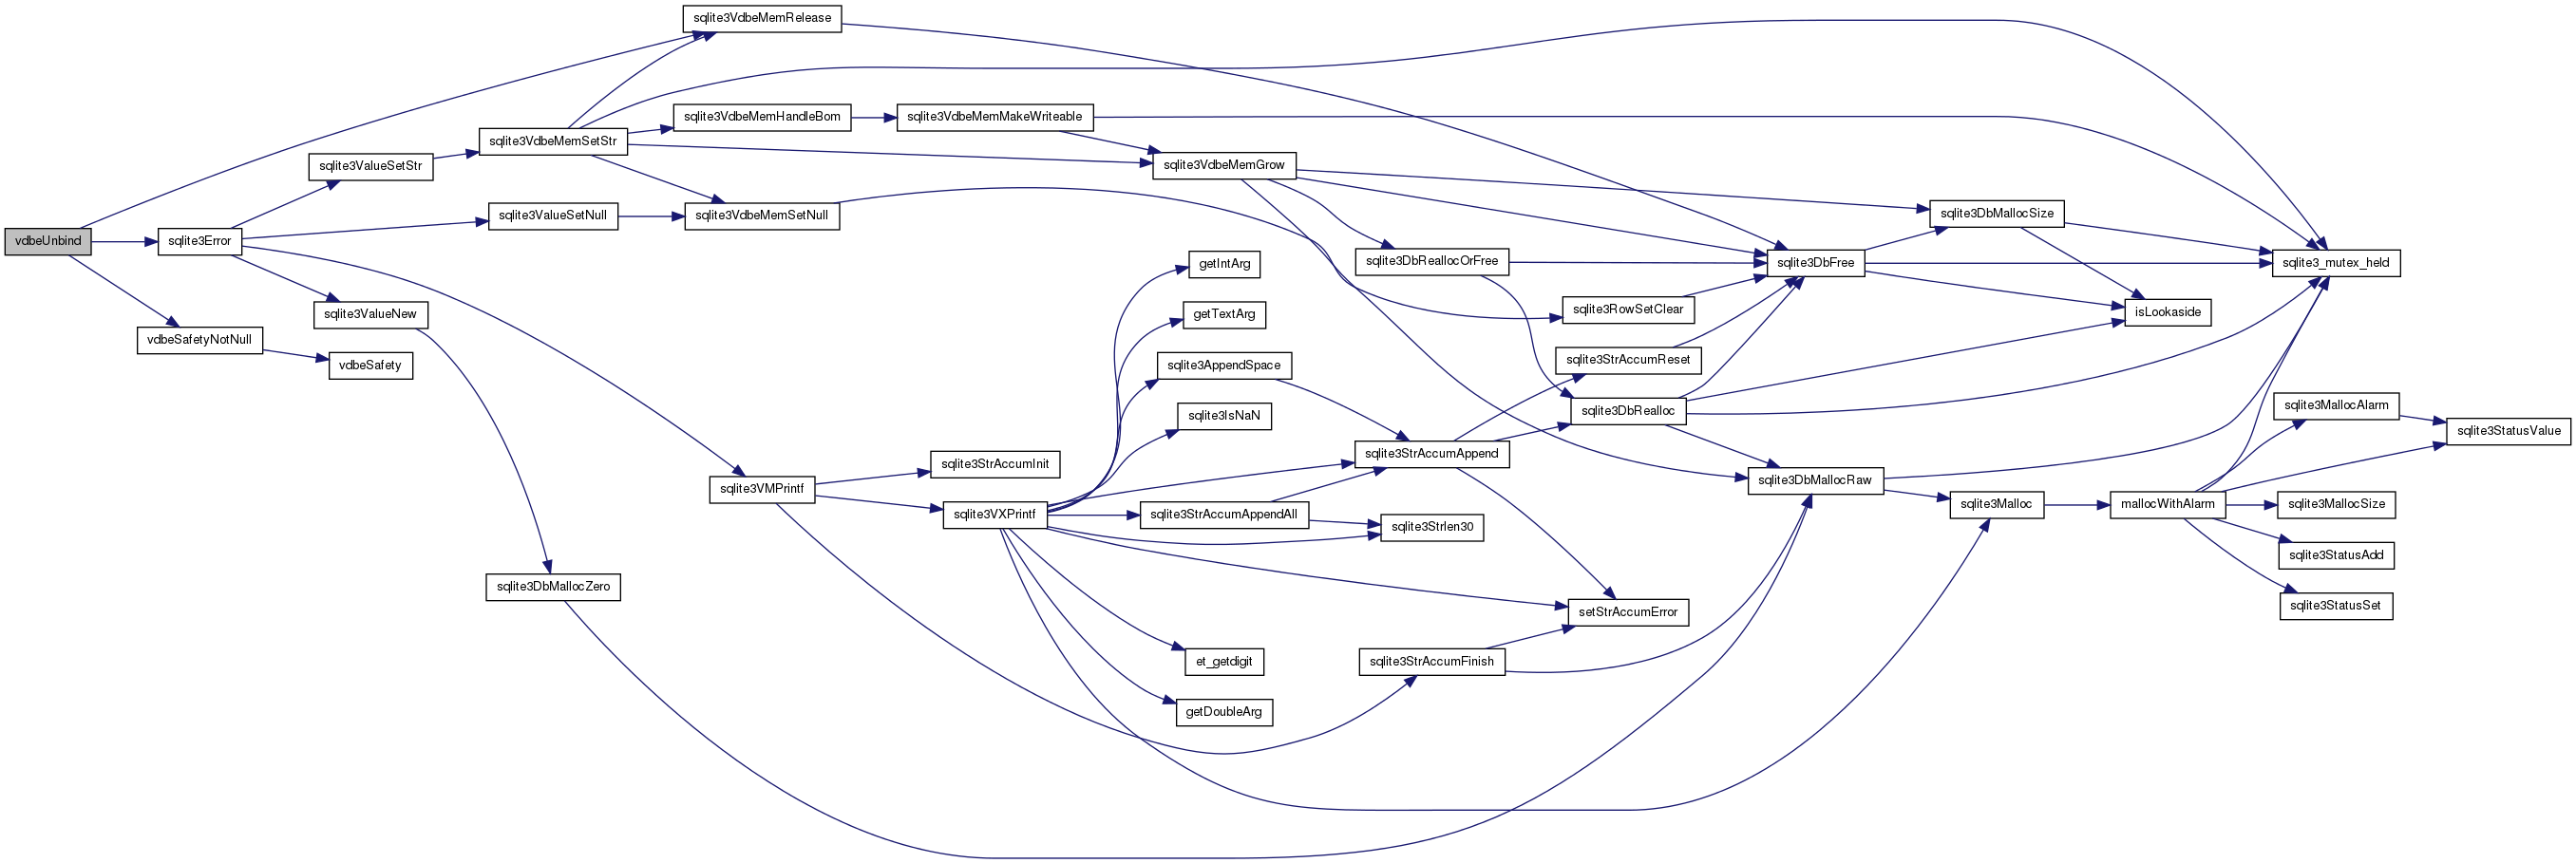 vdbeUnbind
sqlite3VdbeMemRelease
sqlite3Error
vdbeSafetyNotNull
vdbeSafety
sqlite3ValueSetStr
sqlite3ValueSetNull
sqlite3ValueNew
sqlite3VdbeMemSetStr
sqlite3DbMallocZero
sqlite3VdbeMemHandleBom
sqlite3VdbeMemSetNull
sqlite3VMPrintf
sqlite3VdbeMemMakeWriteable
sqlite3StrAccumInit
sqlite3VXPrintf
sqlite3VdbeMemGrow
getIntArg
getTextArg
sqlite3AppendSpace
sqlite3IsNaN
sqlite3StrAccumAppendAll
et_getdigit
getDoubleArg
sqlite3DbReallocOrFree
sqlite3StrAccumAppend
sqlite3Strlen30
sqlite3StrAccumFinish
sqlite3RowSetClear
sqlite3StrAccumReset
sqlite3DbRealloc
setStrAccumError
sqlite3DbFree
sqlite3DbMallocRaw
sqlite3DbMallocSize
sqlite3Malloc
isLookaside
mallocWithAlarm
sqlite3_mutex_held
sqlite3MallocAlarm
sqlite3MallocSize
sqlite3StatusAdd
sqlite3StatusSet
sqlite3StatusValue